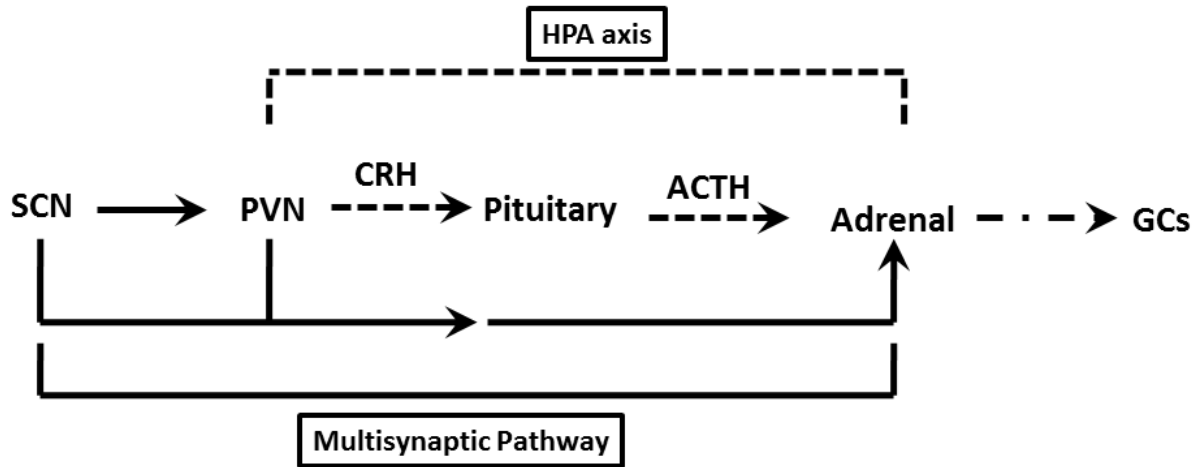 HPA axis
CRH
ACTH
SCN
PVN
Pituitary
Adrenal
GCs
Multisynaptic Pathway